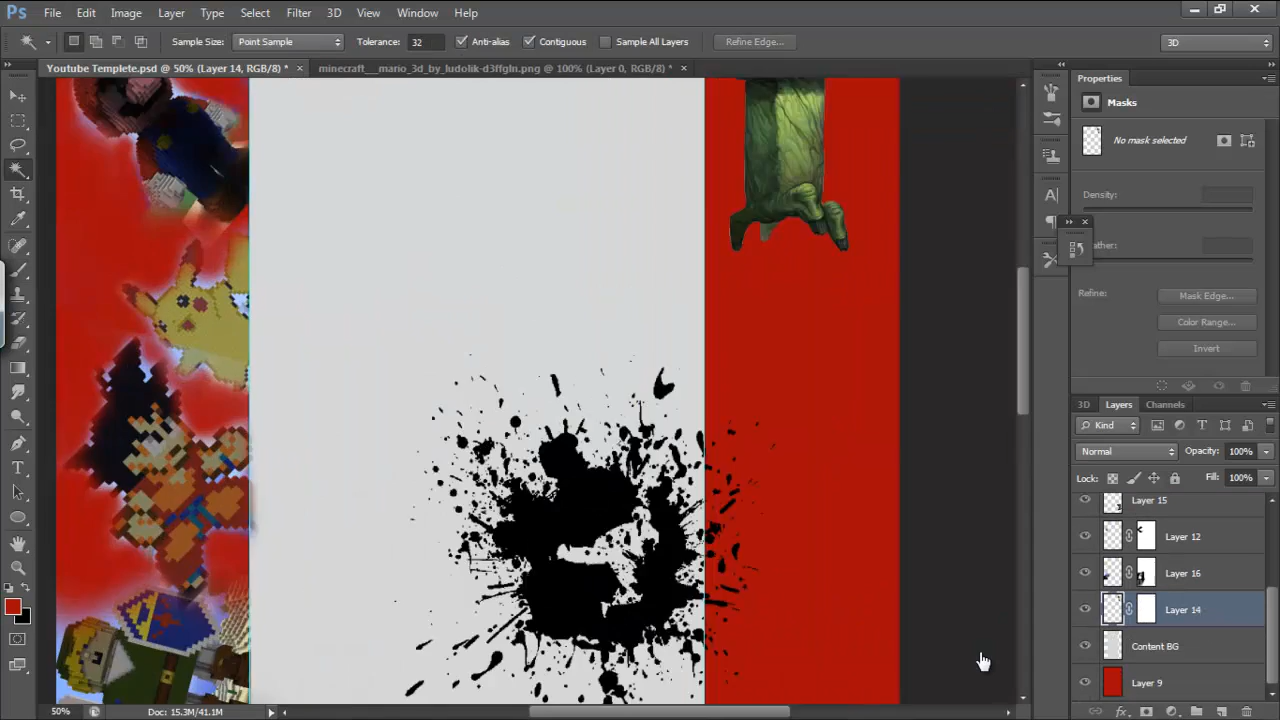 Ps File Edit Image Layer Type Select Filter 3D View Window Help
Sample Size: Point Sample Tolerance: 32 Anti-alias Contiguous Sample All Layers Refine Edge... 3D
Youtube Templete.psd @ 50% (Layer 14, RGB/8) * × minecraft__mario_3d_by_ludolik-d3ffgln.png @ 100% (Layer 0, RGB/8) * ×
Properties
Masks
No mask selected
Density:
Feather:
Refine: Mask Edge...
Color Range...
Invert
3D Layers Channels
Kind
Normal Opacity: 100%
Lock: Fill: 100%
Layer 15
Layer 12
Layer 16
Layer 14
Content BG
Layer 9
50% Doc: 15.3M/41.1M